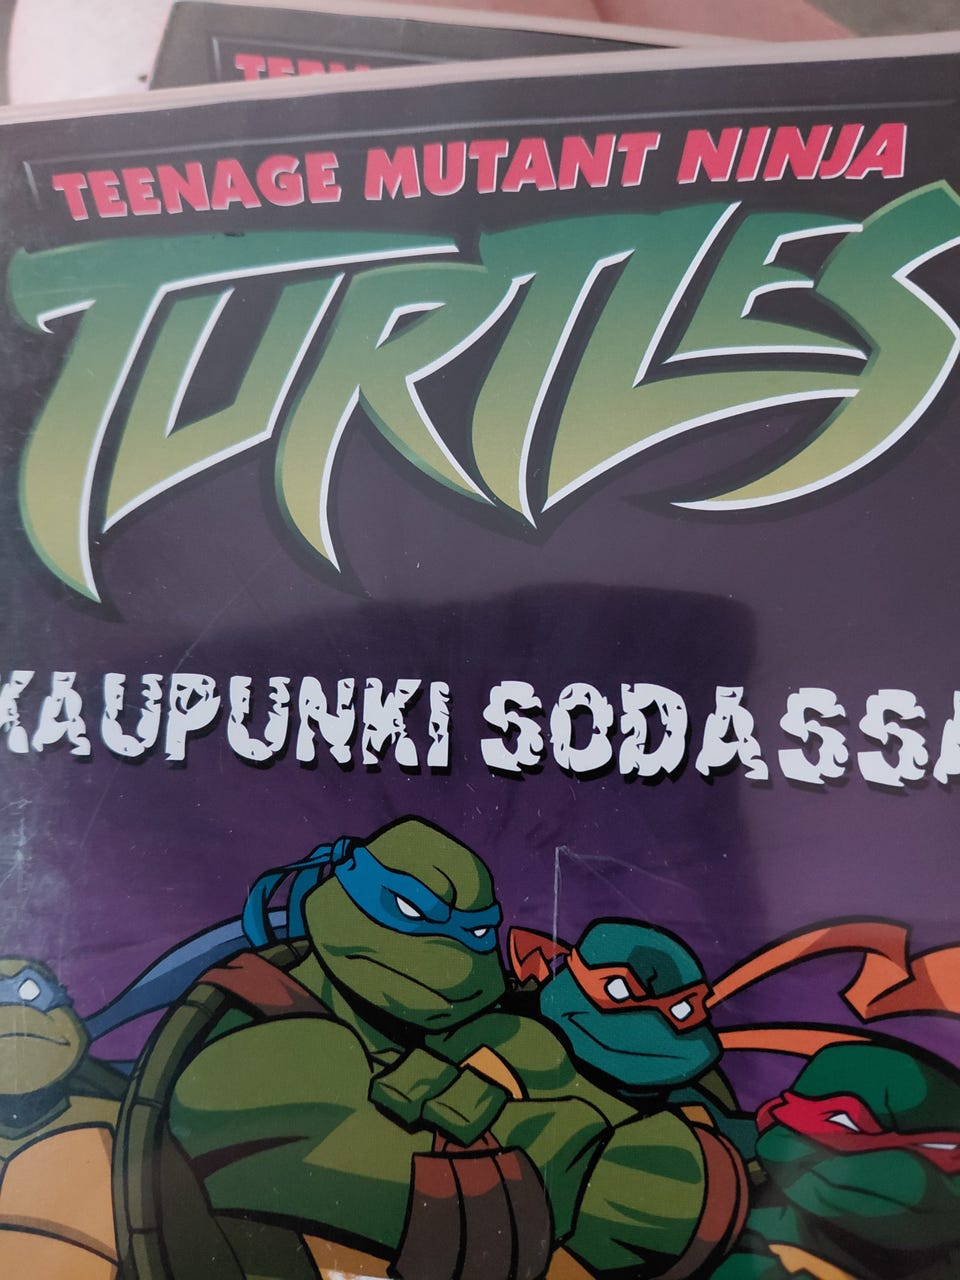 TEENAGE MUTANT NINJA
TURTLES
KAUPUNKI SODASSA